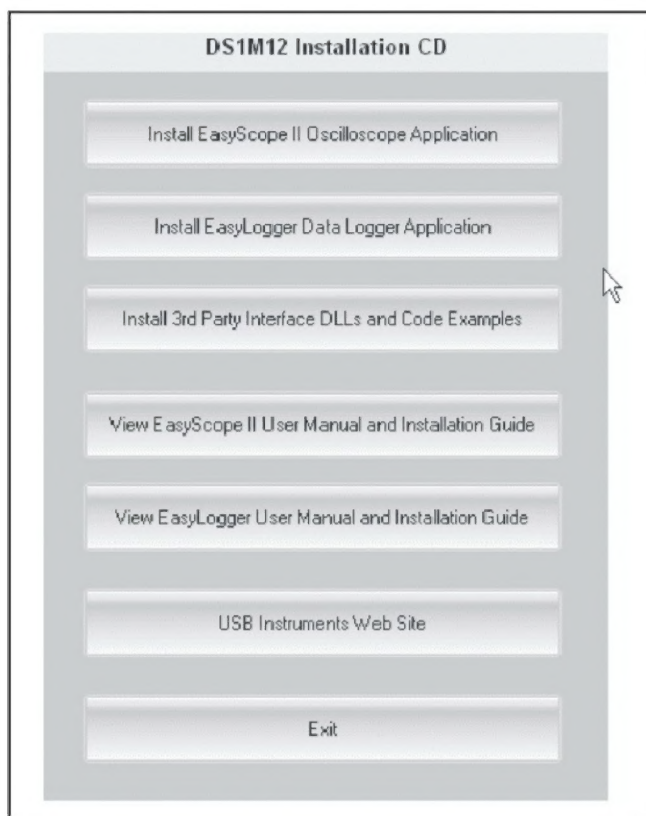 DS1M12 Installation CD
Install EasyScope II Oscilloscope Application
Install EasyLogger Data Logger Application
Install 3rd Party Interface DLLs and Code Examples
View EasyScope II User Manual and Installation Guide
View EasyLogger User Manual and Installation Guide
USB Instruments Web Site
Exit